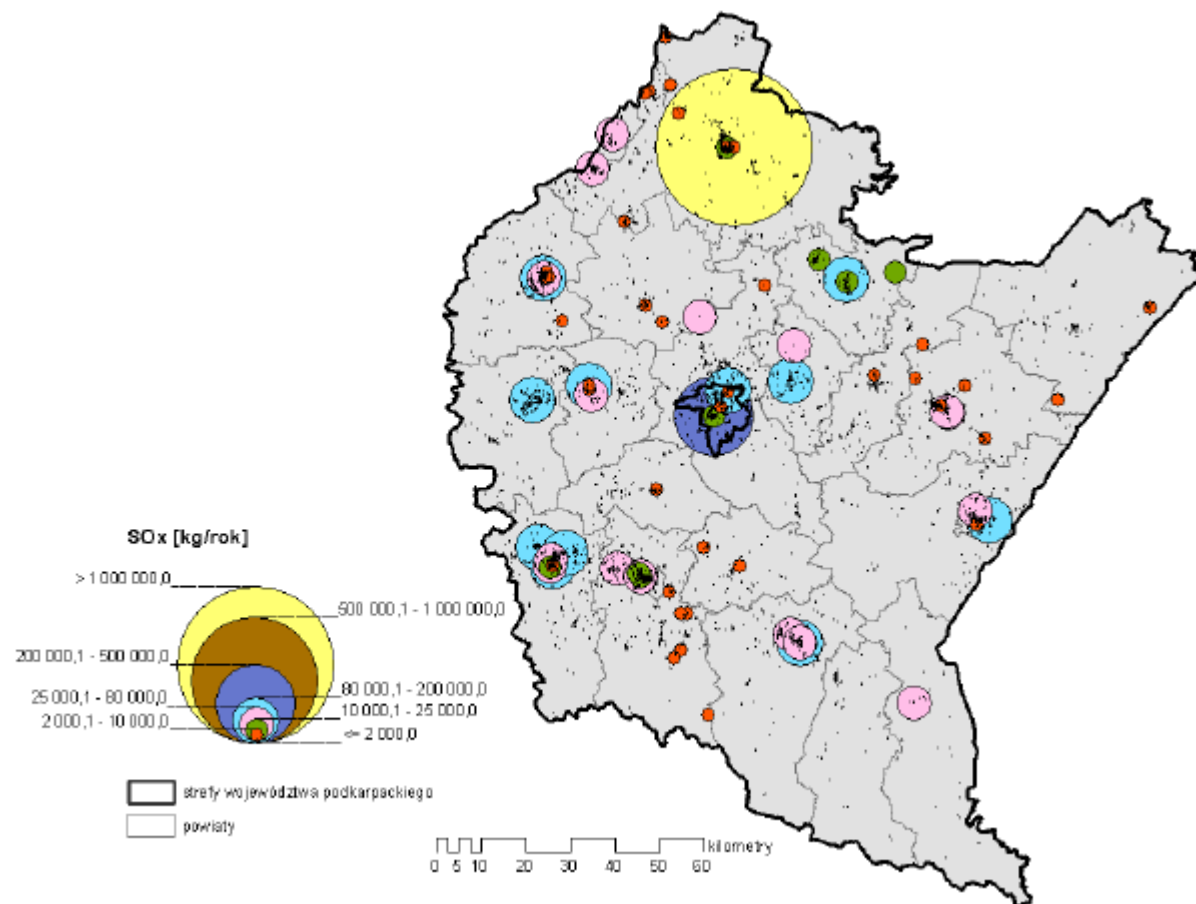 SOx [kg/rok]
> 1 000 000,0
500 000,1 - 1 000 000,0
200 000,1 - 500 000,0
80 000,1 - 200 000,0
25 000,1 - 80 000,0
10 000,1 - 25 000,0
2 000,1 - 10 000,0
<= 2 000,0
strefy województwa podkarpackiego
powiaty
kilometry
0 5 10 20 30 40 50 60